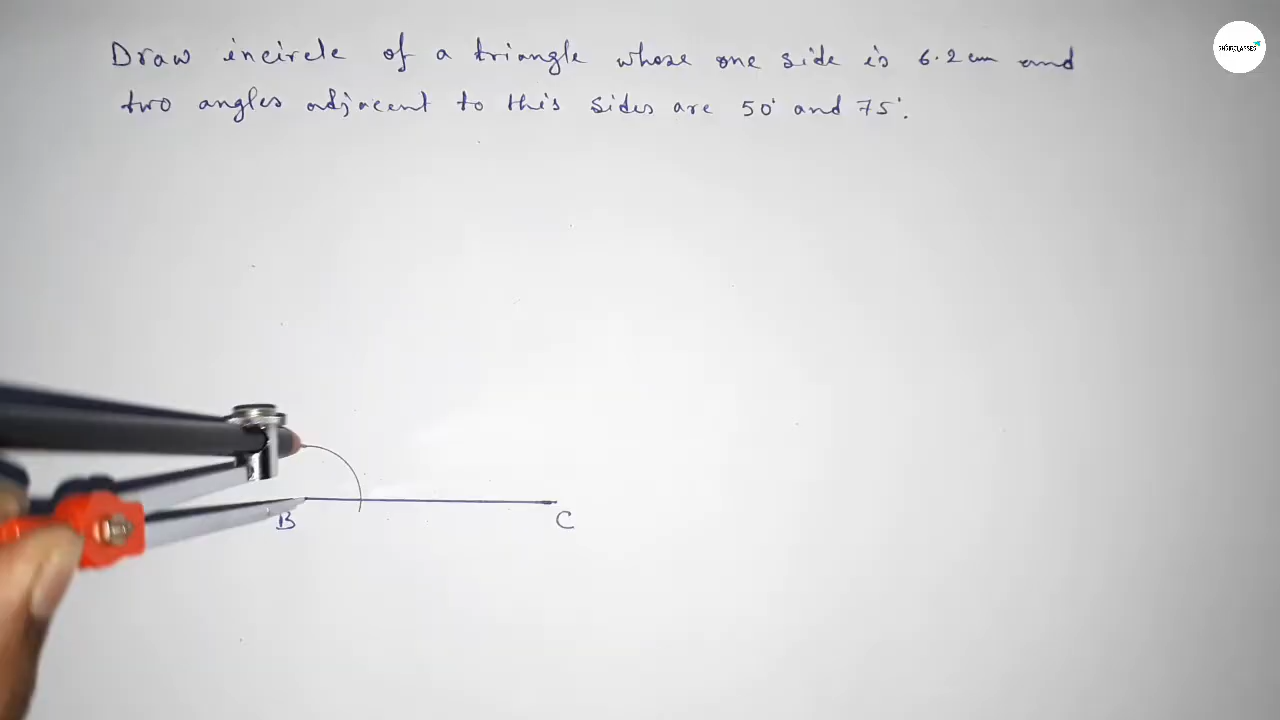 Draw incircle of a triangle whose one side is 6.2 cm and
two angles adjacent to this sides are 50° and 75°.
B
C